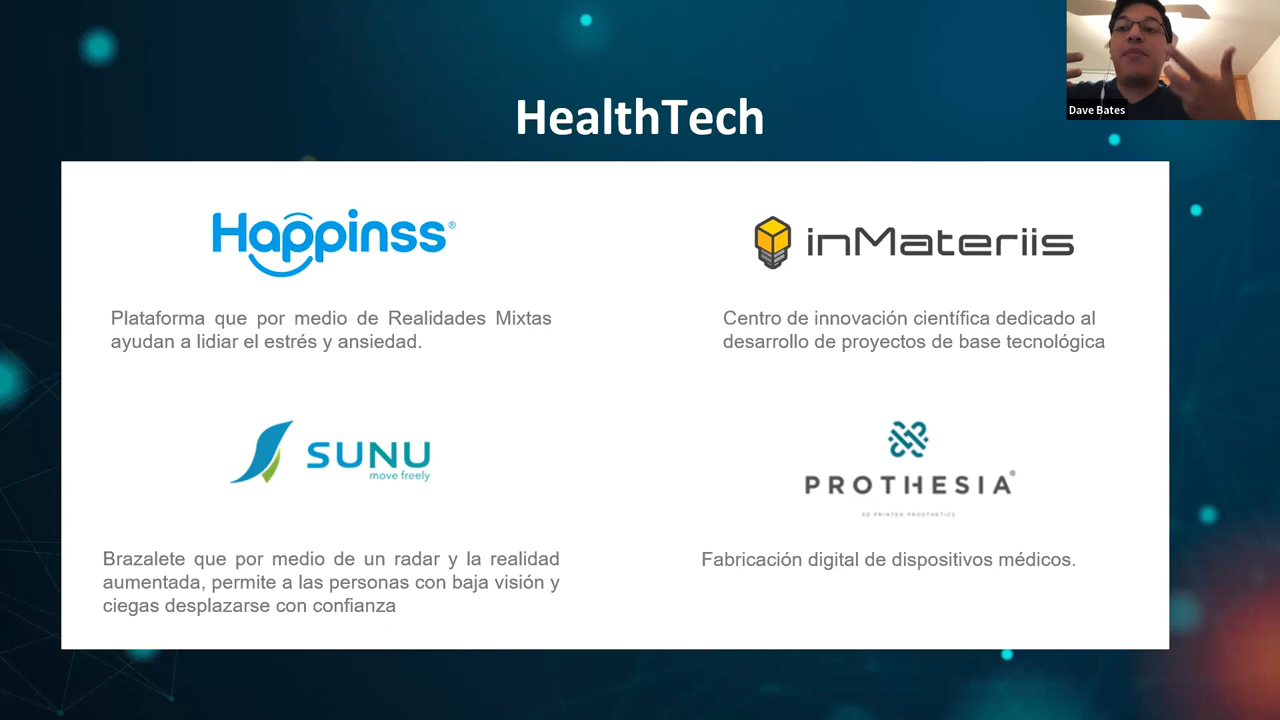 Dave Bates
HealthTech
Happinss®
Plataforma que por medio de Realidades Mixtas
ayudan a lidiar el estrés y ansiedad.
inMateriis
Centro de innovación científica dedicado al
desarrollo de proyectos de base tecnológica
SUNU
move freely
Brazalete que por medio de un radar y la realidad
aumentada, permite a las personas con baja visión y
ciegas desplazarse con confianza
PROTHESIA®
3D PRINTED PROSTHETICS
Fabricación digital de dispositivos médicos.